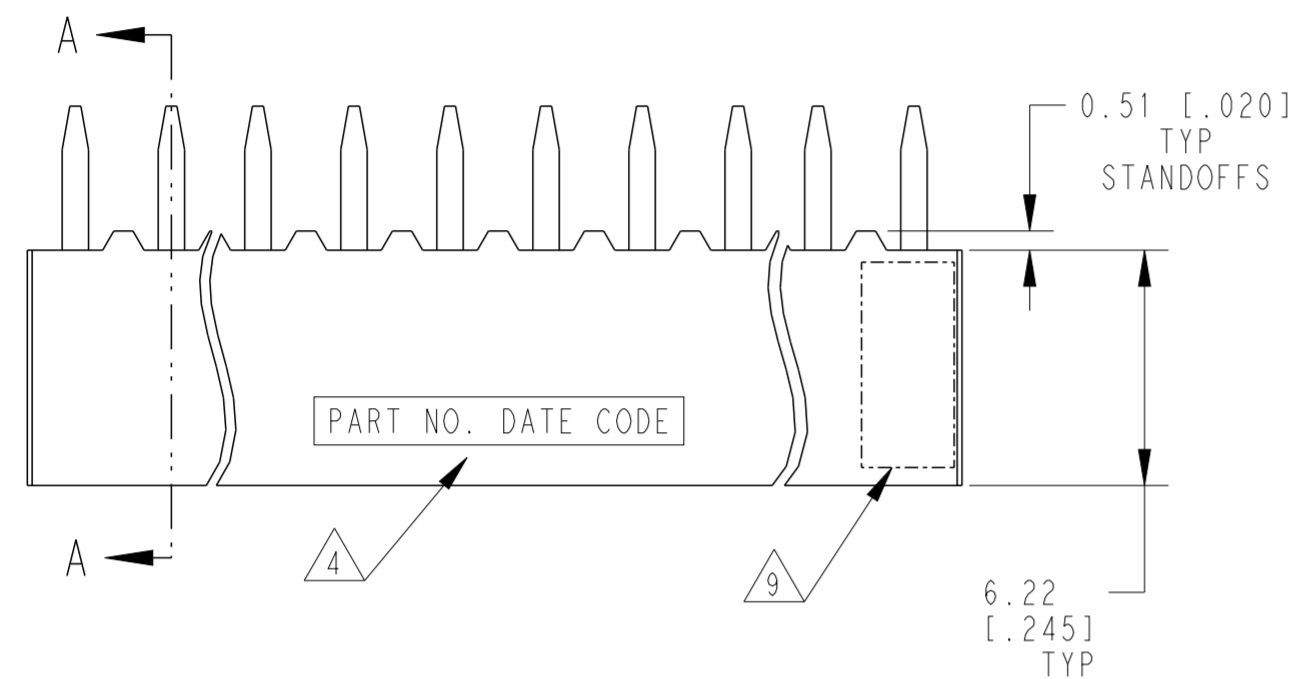 A
0.51 [.020]
TYP
STANDOFFS
PART NO. DATE CODE
A
4
9
6.22
[.245]
TYP